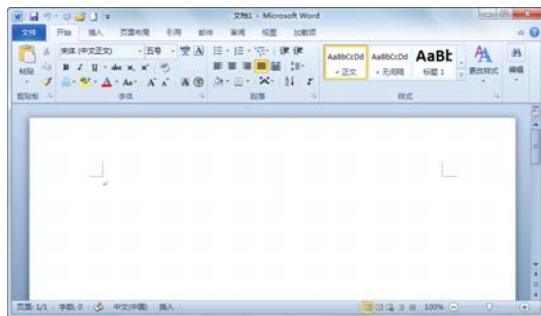 文档1 - Microsoft Word
文件 开始 插入 页面布局 引用 邮件 审阅 视图 加载项
宋体 (中文正文) 五号
粘贴
B I U abc x₂ x²
A Aa A A
AaBbCcDd AaBbCcDd AaBb
正文 无间隔 标题 1
更改样式 编辑
剪贴板 字体 段落 样式
页面: 1/1 字数: 0 中文(中国) 插入 100%